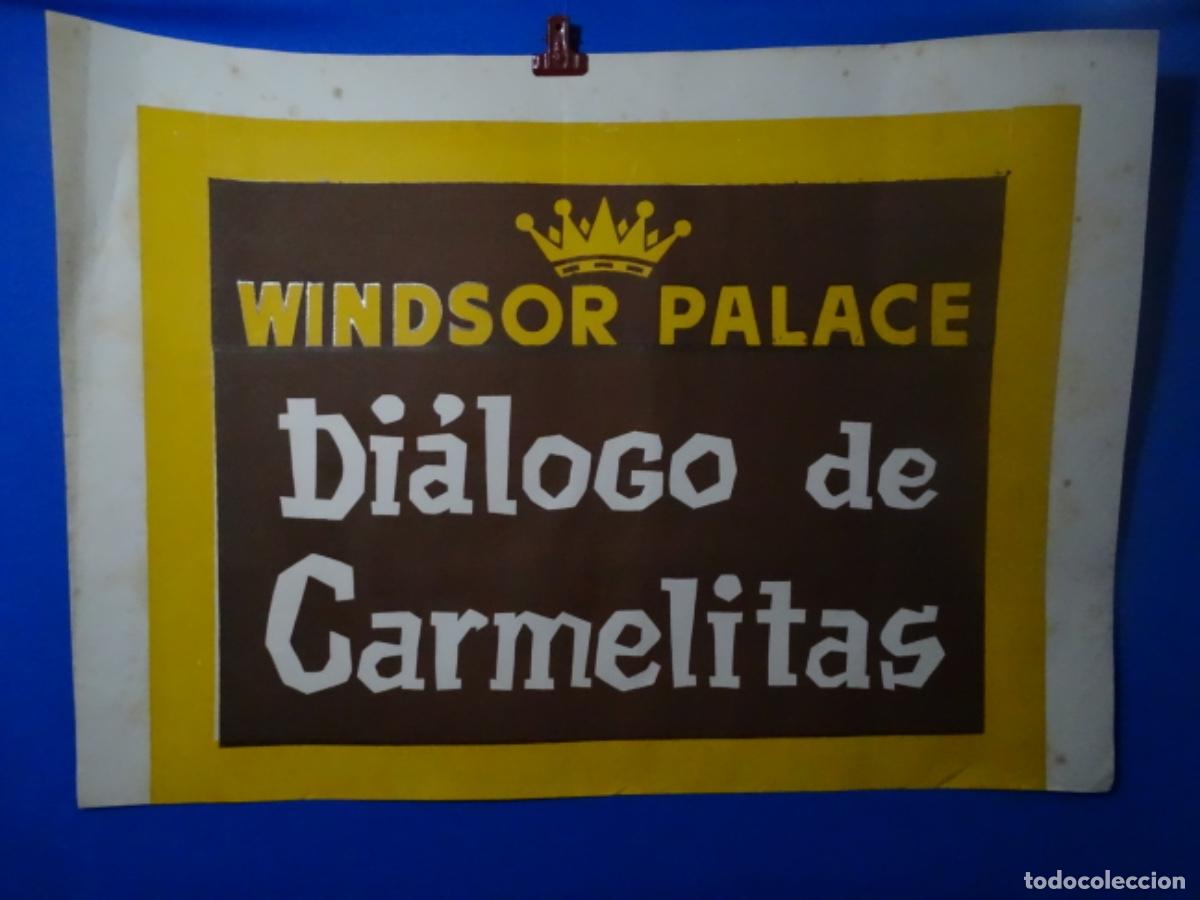 WINDSOR PALACE
Diálogo de
Carmelitas
todocoleccion